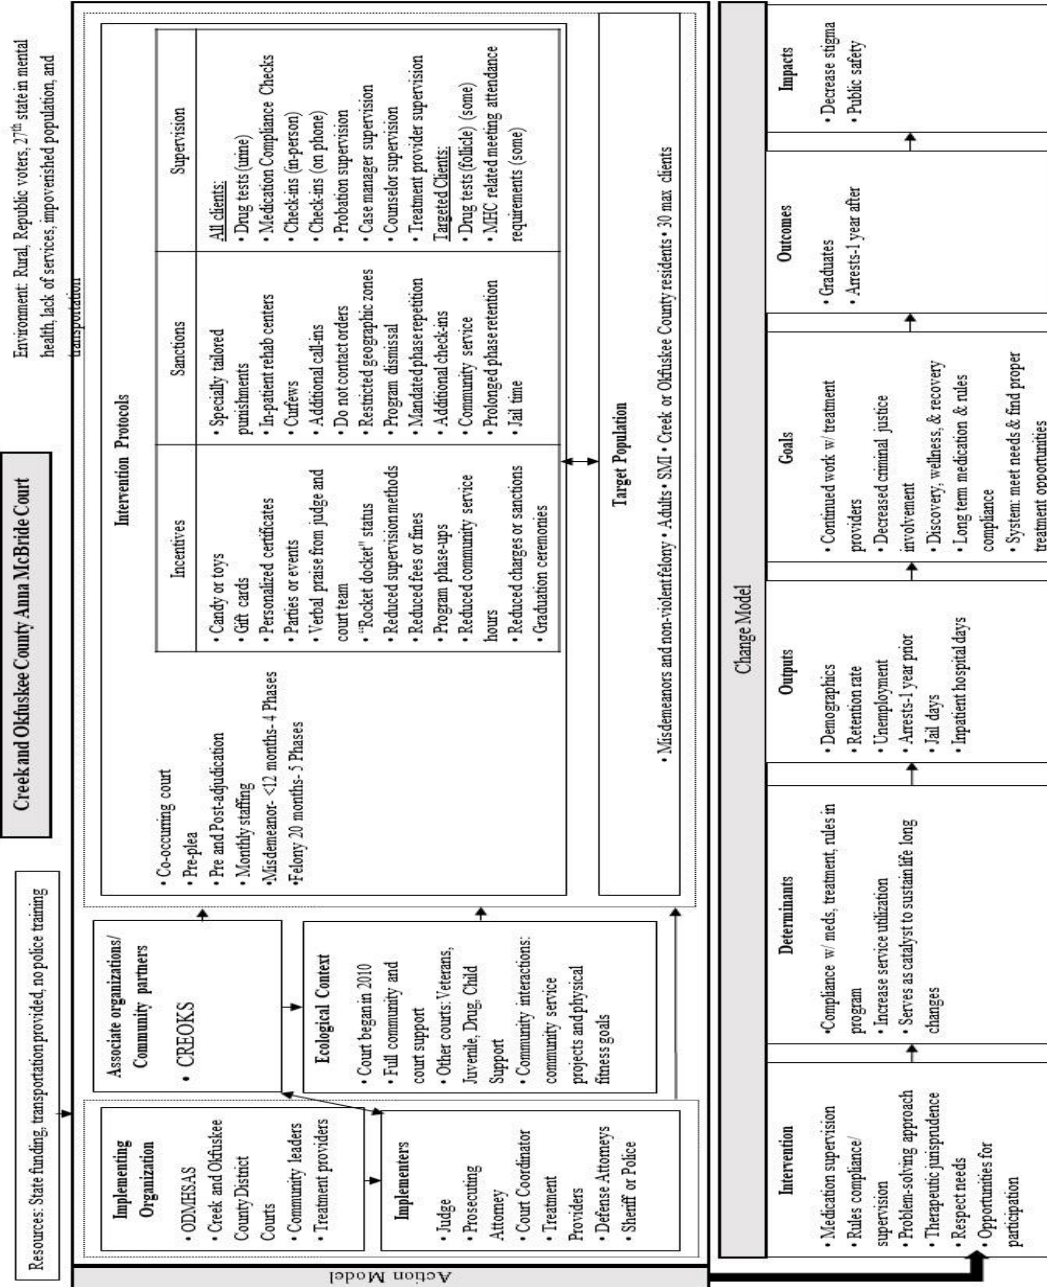 Creek and Okfuskee County Anna McBride Court
Resources: State funding, transportation provided, no police training
Environment: Rural, Republic voters, 27th state in mental
health, lack of services, impoverished population, and
transportation
Action Model
Implementing
Organization
• ODMHSAS
• Creek and Okfuskee
County District
Courts
• Community leaders
• Treatment providers
Implementers
• Judge
• Prosecuting
Attorney
• Court Coordinator
• Treatment
Providers
• Defense Attorneys
• Sheriff or Police
Associate organizations/
Community partners
• CREOKS
Ecological Context
• Court began in 2010
• Full community and
court support
• Other courts: Veterans,
Juvenile, Drug, Child
Support
• Community interactions:
community service
projects and physical
fitness goals
Intervention Protocols
• Co-occurring court
• Pre-plea
• Pre and Post-adjudication
• Monthly staffing
•Misdemeanor- <12 months- 4 Phases
•Felony 20 months- 5 Phases
Incentives
• Candy or toys
• Gift cards
• Personalized certificates
• Parties or events
• Verbal praise from judge and
court team
• "Rocket docket" status
• Reduced supervision methods
• Reduced fees or fines
• Program phase-ups
• Reduced community service
hours
• Reduced charges or sanctions
• Graduation ceremonies
Sanctions
• Specially tailored
punishments
• In-patient rehab centers
• Curfews
• Additional call-ins
• Do not contact orders
• Restricted geographic zones
• Program dismissal
• Mandated phase repetition
• Additional check-ins
• Community service
• Prolonged phase retention
• Jail time
Supervision
All clients:
• Drug tests (urine)
• Medication Compliance Checks
• Check-ins (in-person)
• Check-ins (on phone)
• Probation supervision
• Case manager supervision
• Counselor supervision
• Treatment provider supervision
Targeted Clients:
• Drug tests (follicle) (some)
• MHC related meeting attendance
requirements (some)
Target Population
• Misdemeanors and non-violent felony • Adults • SMI • Creek or Okfuskee County residents • 30 max clients
Change Model
Intervention
• Medication supervision
• Rules compliance/
supervision
• Problem-solving approach
• Therapeutic jurisprudence
• Respect needs
• Opportunities for
participation
Determinants
•Compliance w/ meds, treatment, rules in
program
• Increase service utilization
• Serves as catalyst to sustain life long
changes
Outputs
• Demographics
• Retention rate
• Unemployment
• Arrests-1 year prior
• Jail days
• Inpatient hospital days
Goals
• Continued work w/ treatment
providers
• Decreased criminal justice
involvement
• Discovery, wellness, & recovery
• Long term medication & rules
compliance
• System: meet needs & find proper
treatment opportunities
Outcomes
• Graduates
• Arrests-1 year after
Impacts
• Decrease stigma
• Public safety